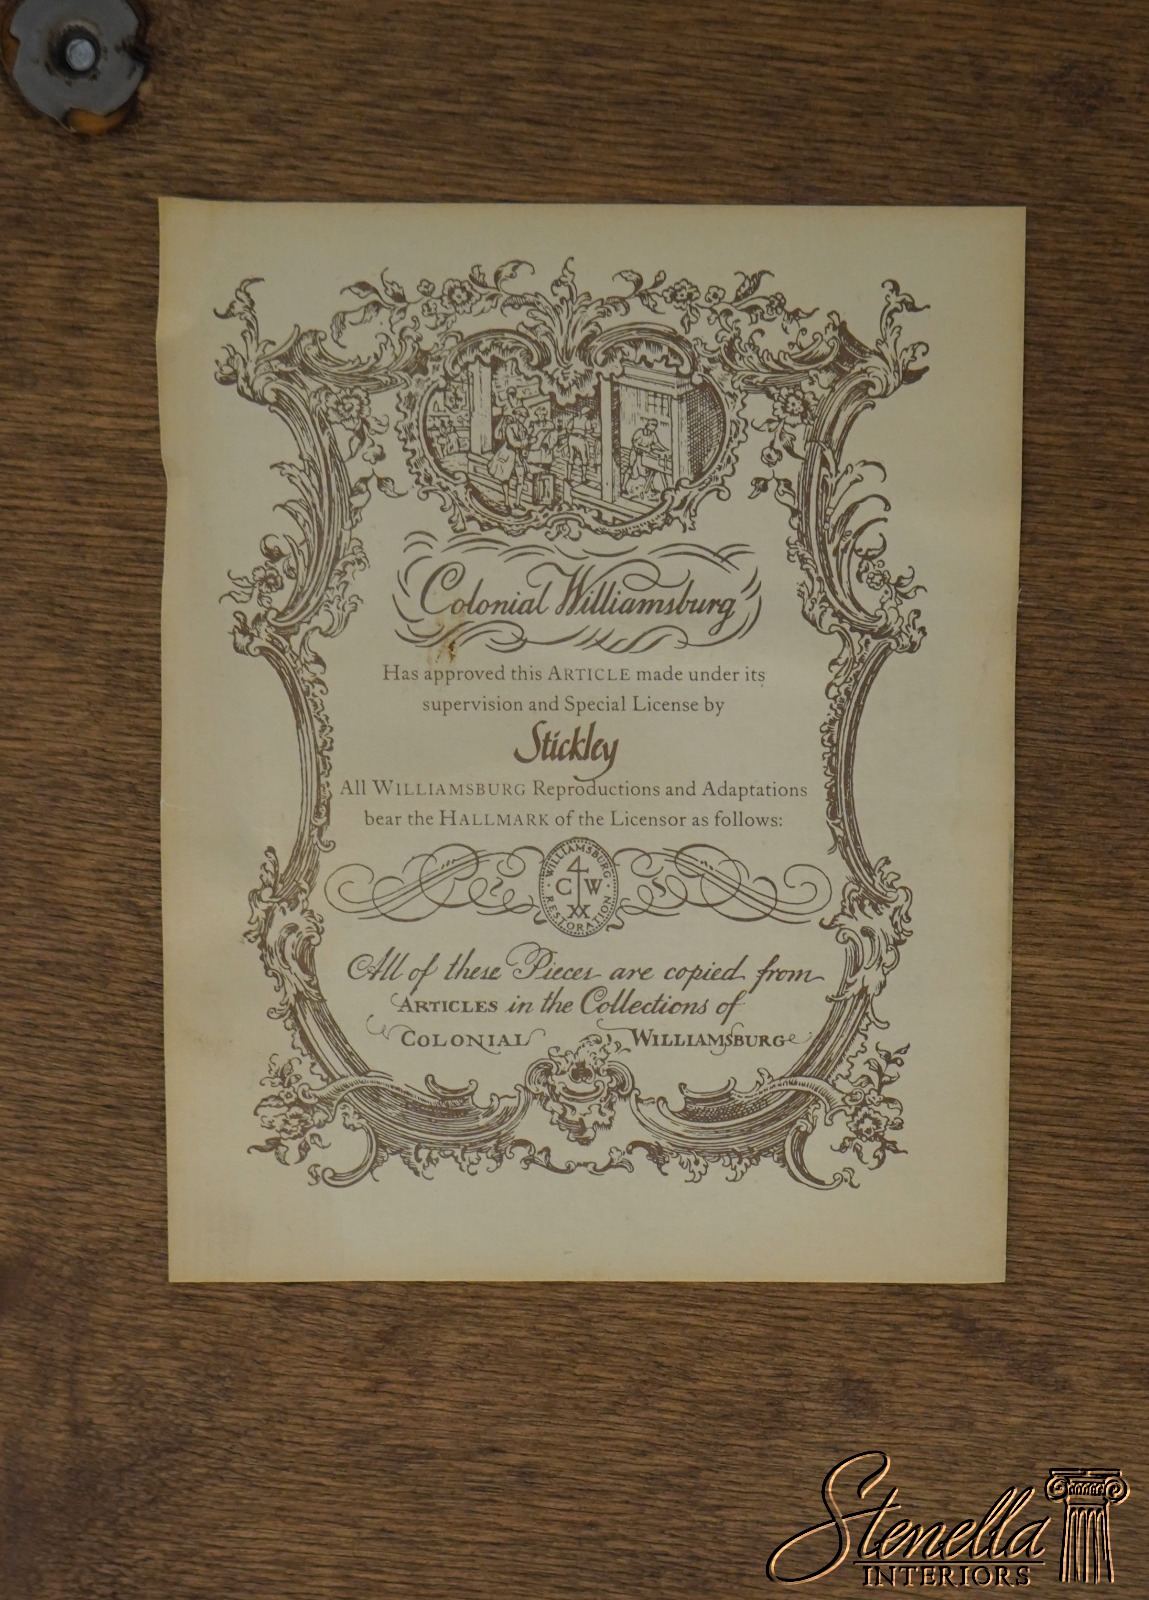 Colonial Williamsburg
Has approved this ARTICLE made under its
supervision and Special License by
Stickley
All WILLIAMSBURG Reproductions and Adaptations
bear the HALLMARK of the Licensor as follows:
WILLIAMSBURG
C W
RESTORATION
All of these Pieces are copied from
ARTICLES in the Collections of
COLONIAL WILLIAMSBURG
Stenella
INTERIORS